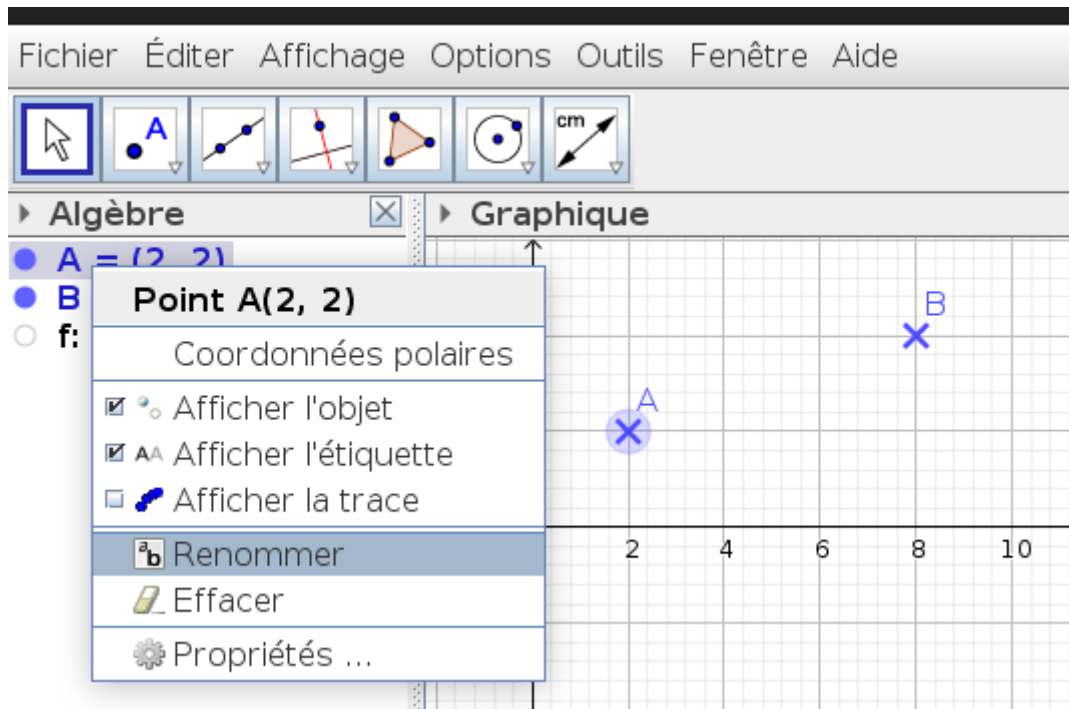 Fichier Éditer Affichage Options Outils Fenêtre Aide
A cm
Algèbre Graphique
A = (2, 2)
B
f:
Point A(2, 2)
Coordonnées polaires
Afficher l'objet
AA Afficher l'étiquette
Afficher la trace
ab Renommer
Effacer
Propriétés ...
B
A
2 4 6 8 10